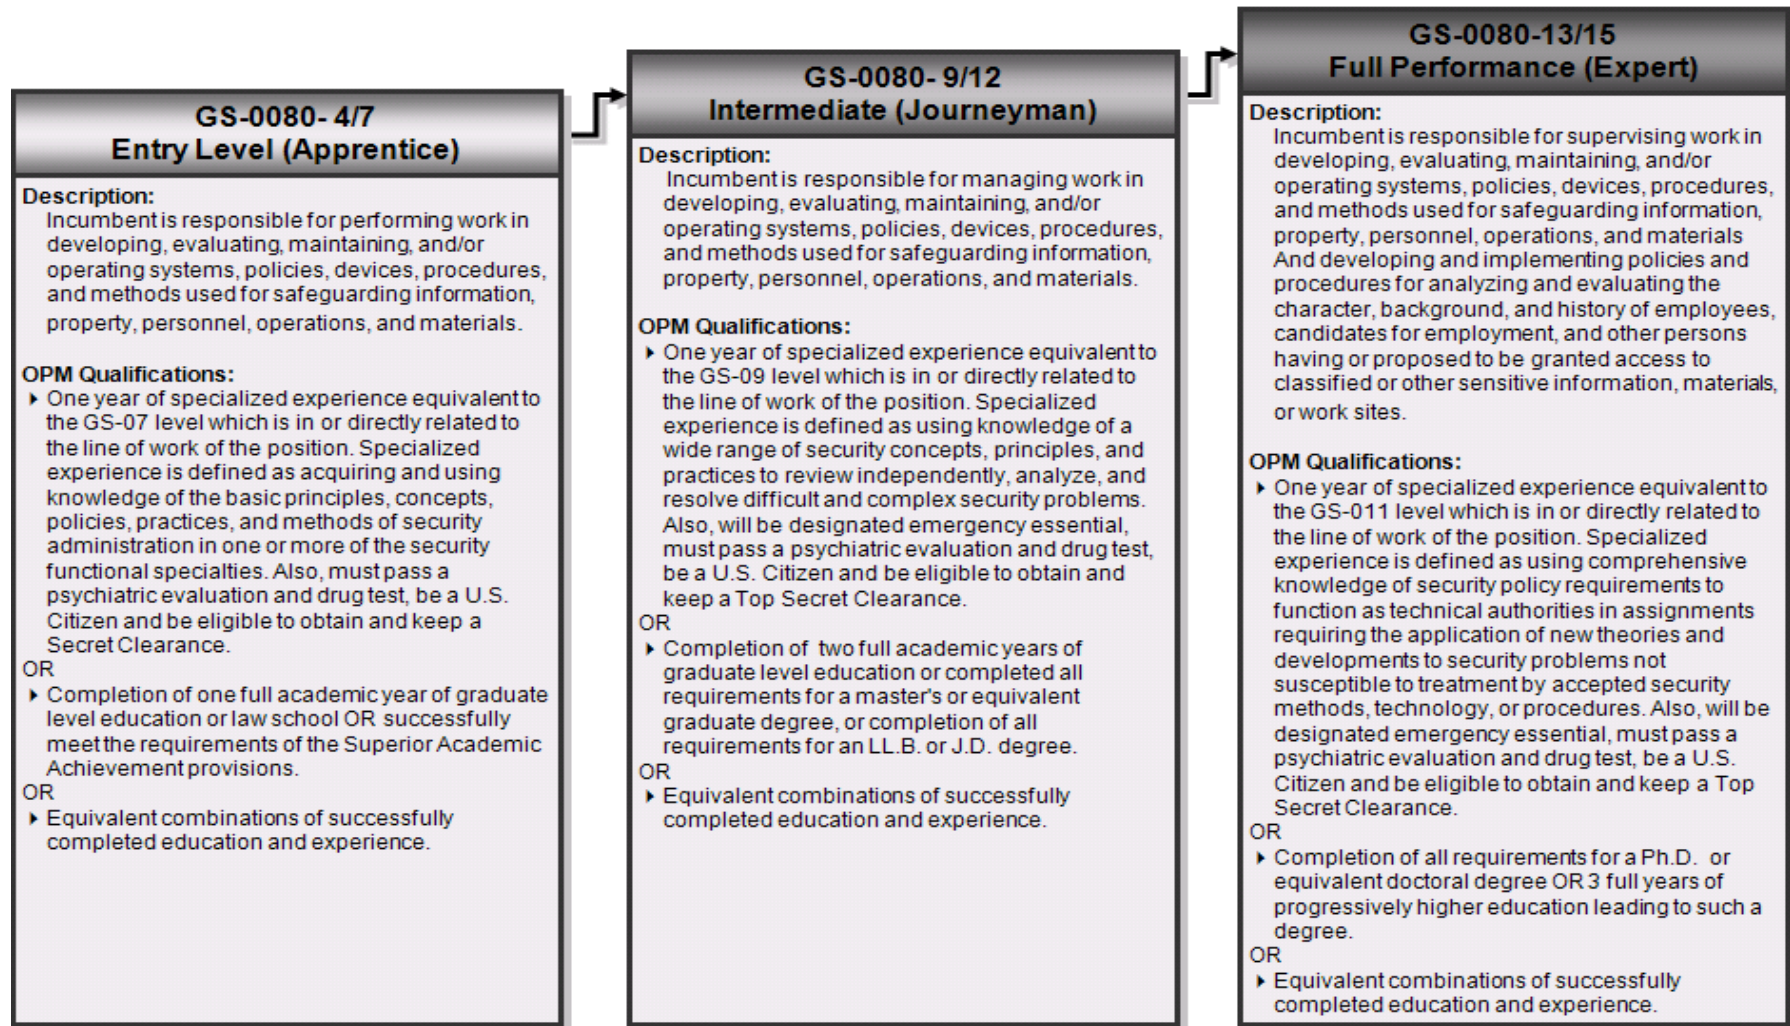 GS-0080- 4/7
Entry Level (Apprentice)
Description:
Incumbent is responsible for performing work in
developing, evaluating, maintaining, and/or
operating systems, policies, devices, procedures,
and methods used for safeguarding information,
property, personnel, operations, and materials.
OPM Qualifications:
One year of specialized experience equivalent to
the GS-07 level which is in or directly related to
the line of work of the position. Specialized
experience is defined as acquiring and using
knowledge of the basic principles, concepts,
policies, practices, and methods of security
administration in one or more of the security
functional specialties. Also, must pass a
psychiatric evaluation and drug test, be a U.S.
Citizen and be eligible to obtain and keep a
Secret Clearance.
OR
Completion of one full academic year of graduate
level education or law school OR successfully
meet the requirements of the Superior Academic
Achievement provisions.
OR
Equivalent combinations of successfully
completed education and experience.
GS-0080- 9/12
Intermediate (Journeyman)
Description:
Incumbent is responsible for managing work in
developing, evaluating, maintaining, and/or
operating systems, policies, devices, procedures,
and methods used for safeguarding information,
property, personnel, operations, and materials.
OPM Qualifications:
One year of specialized experience equivalent to
the GS-09 level which is in or directly related to
the line of work of the position. Specialized
experience is defined as using knowledge of a
wide range of security concepts, principles, and
practices to review independently, analyze, and
resolve difficult and complex security problems.
Also, will be designated emergency essential,
must pass a psychiatric evaluation and drug test,
be a U.S. Citizen and be eligible to obtain and
keep a Top Secret Clearance.
OR
Completion of two full academic years of
graduate level education or completed all
requirements for a master's or equivalent
graduate degree, or completion of all
requirements for an LL.B. or J.D. degree.
OR
Equivalent combinations of successfully
completed education and experience.
GS-0080-13/15
Full Performance (Expert)
Description:
Incumbent is responsible for supervising work in
developing, evaluating, maintaining, and/or
operating systems, policies, devices, procedures,
and methods used for safeguarding information,
property, personnel, operations, and materials
And developing and implementing policies and
procedures for analyzing and evaluating the
character, background, and history of employees,
candidates for employment, and other persons
having or proposed to be granted access to
classified or other sensitive information, materials,
or work sites.
OPM Qualifications:
One year of specialized experience equivalent to
the GS-011 level which is in or directly related to
the line of work of the position. Specialized
experience is defined as using comprehensive
knowledge of security policy requirements to
function as technical authorities in assignments
requiring the application of new theories and
developments to security problems not
susceptible to treatment by accepted security
methods, technology, or procedures. Also, will be
designated emergency essential, must pass a
psychiatric evaluation and drug test, be a U.S.
Citizen and be eligible to obtain and keep a Top
Secret Clearance.
OR
Completion of all requirements for a Ph.D. or
equivalent doctoral degree OR 3 full years of
progressively higher education leading to such a
degree.
OR
Equivalent combinations of successfully
completed education and experience.